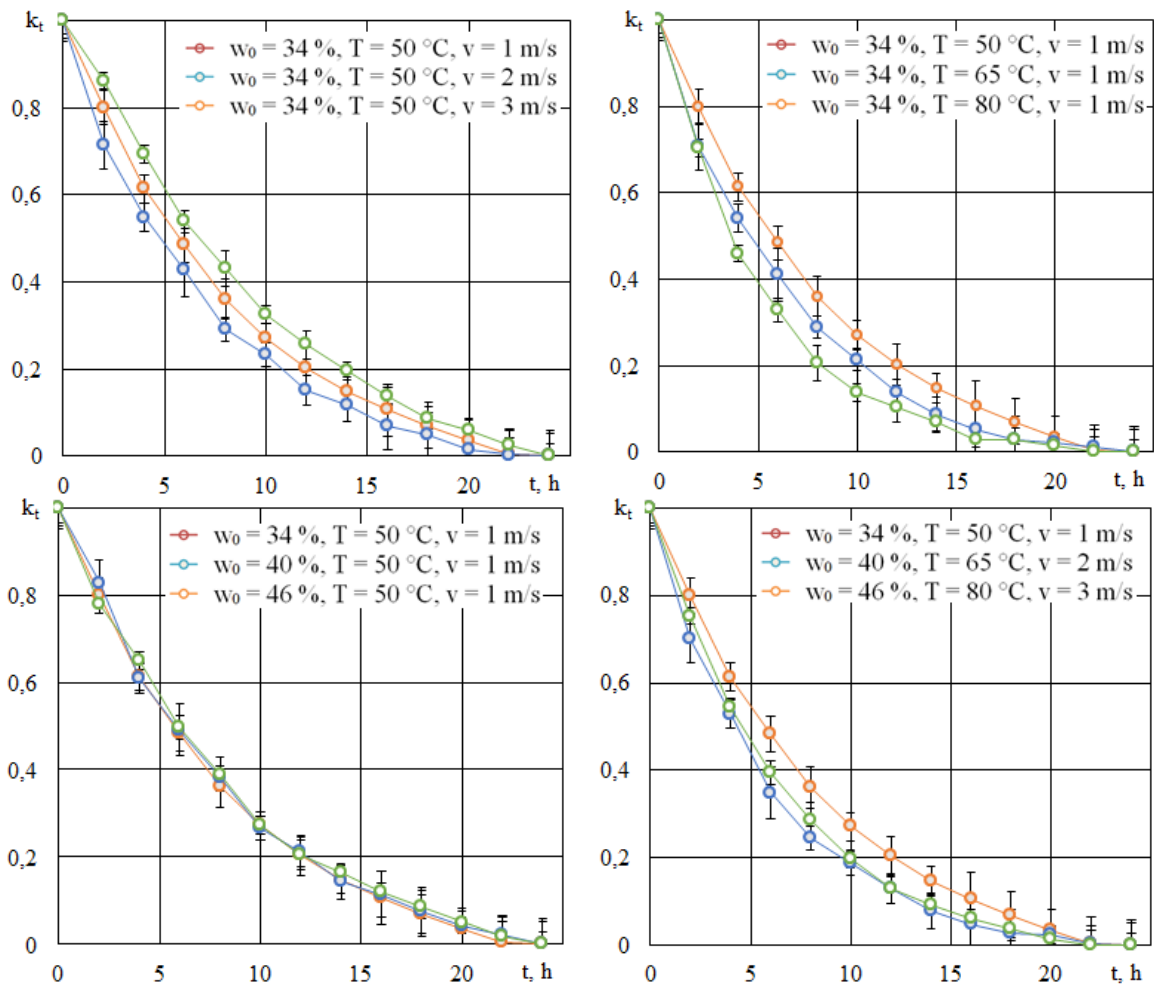 kt
w0 = 34 %, T = 50 °C, v = 1 m/s
w0 = 34 %, T = 50 °C, v = 2 m/s
w0 = 34 %, T = 50 °C, v = 3 m/s
0,8
0,6
0,4
0,2
0
0 5 10 15 20 t, h
kt
w0 = 34 %, T = 50 °C, v = 1 m/s
w0 = 34 %, T = 65 °C, v = 1 m/s
w0 = 34 %, T = 80 °C, v = 1 m/s
0,8
0,6
0,4
0,2
0
0 5 10 15 20 t, h
kt
w0 = 34 %, T = 50 °C, v = 1 m/s
w0 = 40 %, T = 50 °C, v = 1 m/s
w0 = 46 %, T = 50 °C, v = 1 m/s
0,8
0,6
0,4
0,2
0
0 5 10 15 20 t, h
kt
w0 = 34 %, T = 50 °C, v = 1 m/s
w0 = 40 %, T = 65 °C, v = 2 m/s
w0 = 46 %, T = 80 °C, v = 3 m/s
0,8
0,6
0,4
0,2
0
0 5 10 15 20 t, h